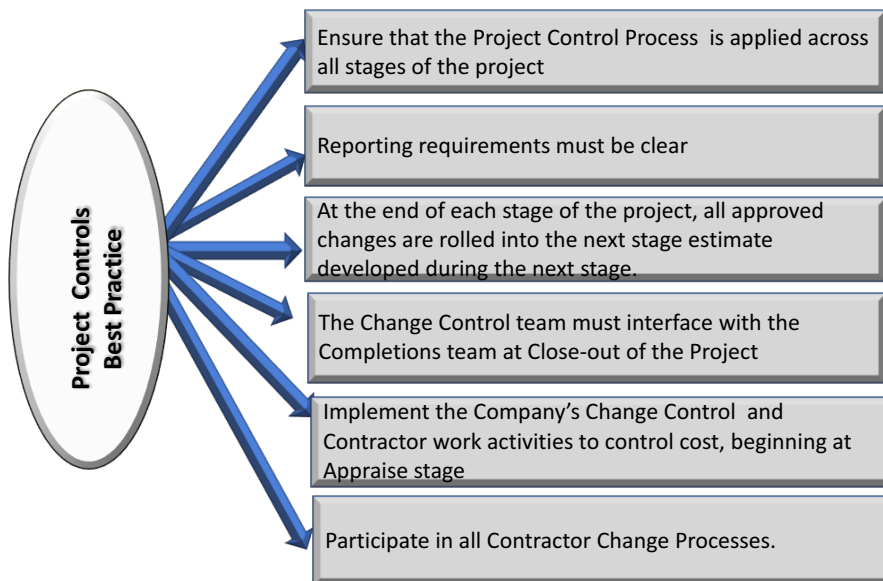 Project Controls
Best Practice
Ensure that the Project Control Process is applied across
all stages of the project
Reporting requirements must be clear
At the end of each stage of the project, all approved
changes are rolled into the next stage estimate
developed during the next stage.
The Change Control team must interface with the
Completions team at Close-out of the Project
Implement the Company’s Change Control and
Contractor work activities to control cost, beginning at
Appraise stage
Participate in all Contractor Change Processes.